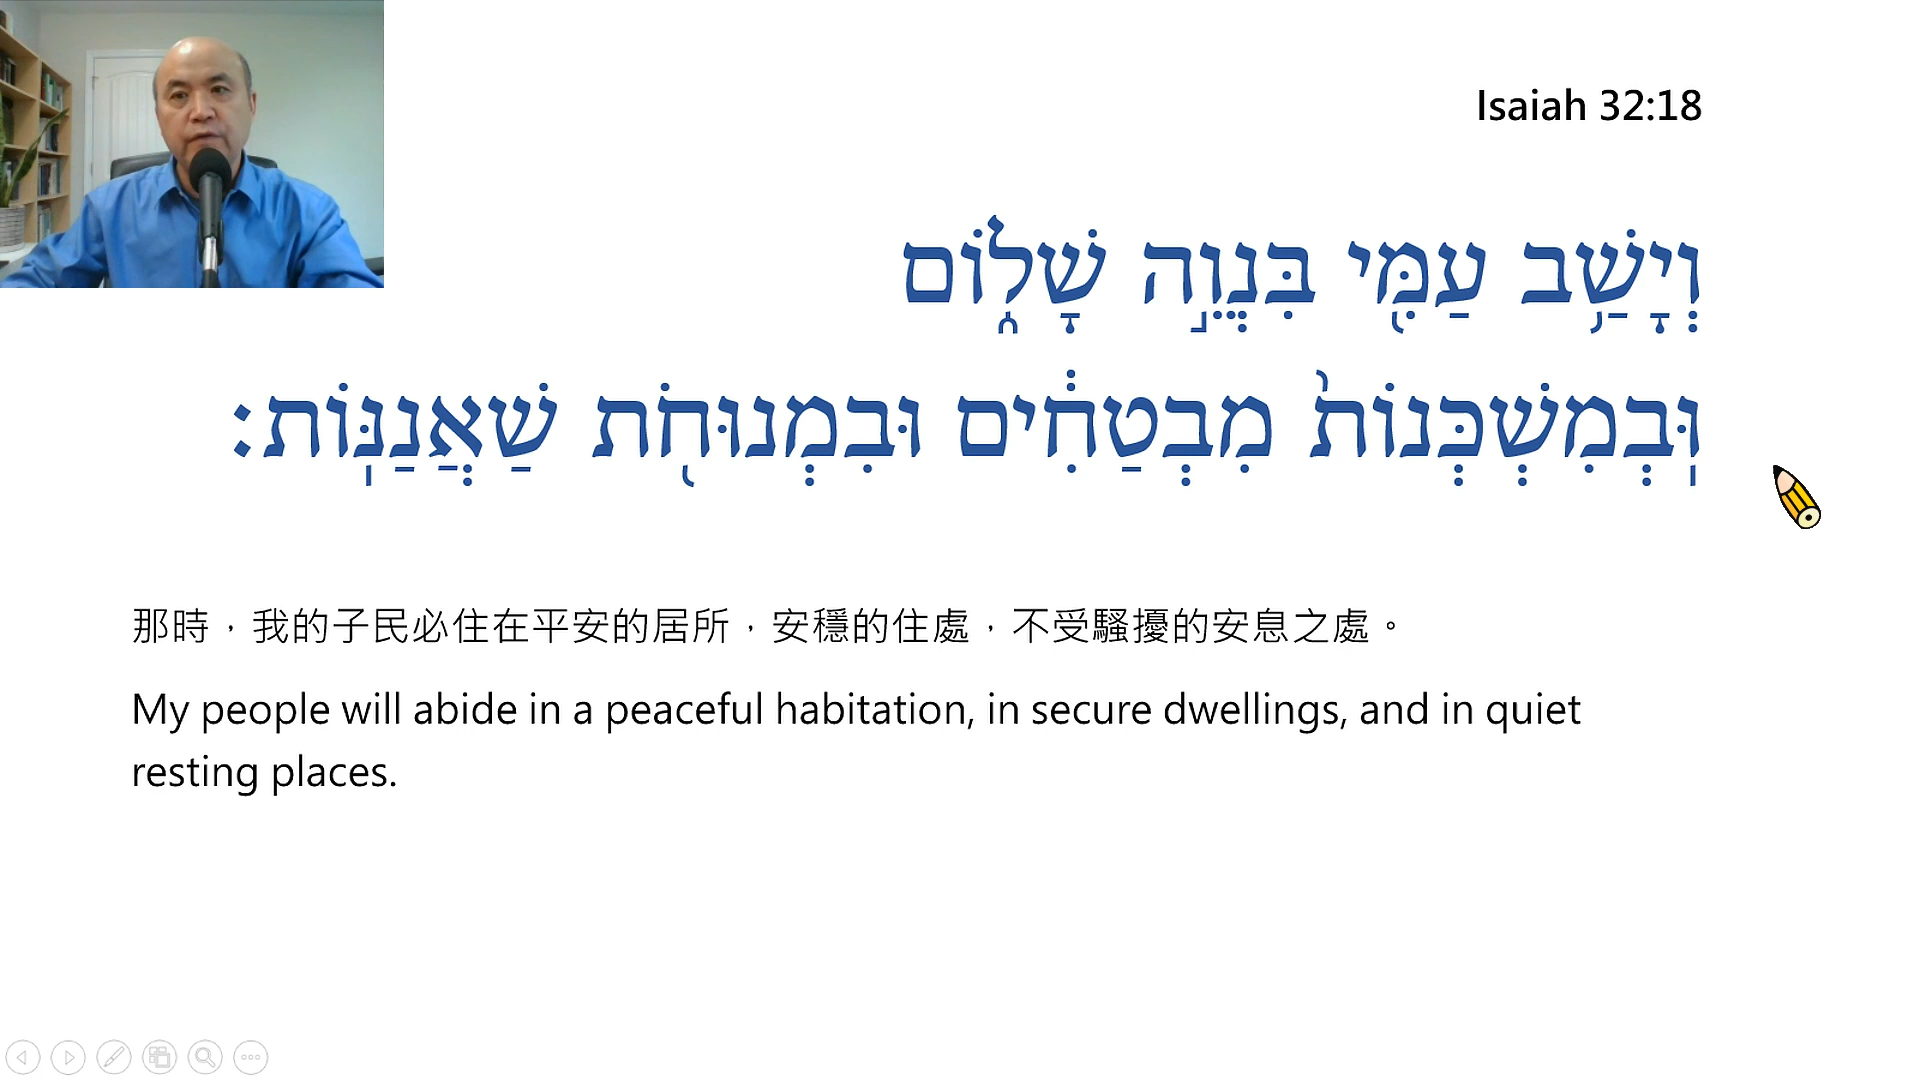 Isaiah 32:18
וְיָשַׁ֥ב עַמִּ֖י בִּנְוֵ֣ה שָׁל֑וֹם
וּֽבְמִשְׁכְּנוֹת֙ מִבְטַחִ֔ים וּבִמְנוּחֹ֖ת שַׁאֲנַנּֽוֹת׃
那時，我的子民必住在平安的居所，安穩的住處，不受騷擾的安息之處。
My people will abide in a peaceful habitation, in secure dwellings, and in quiet
resting places.